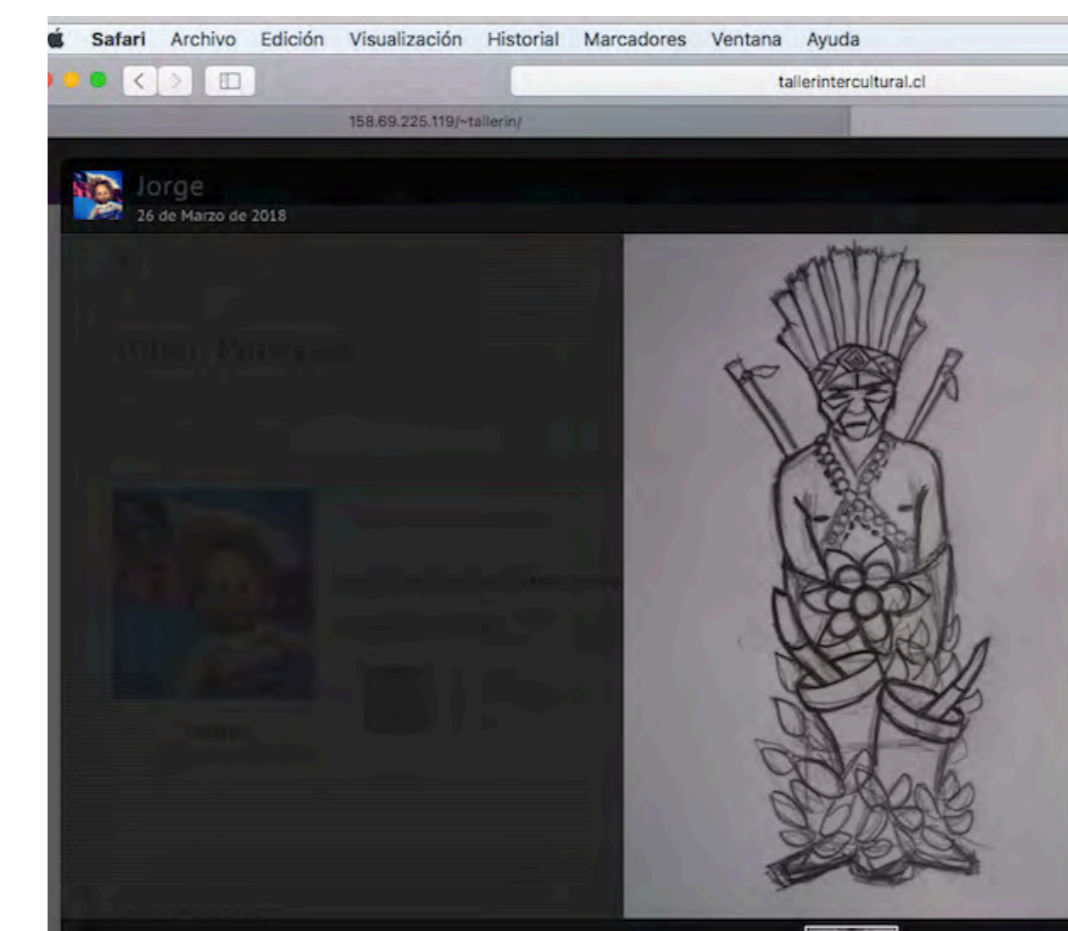 Safari Archivo Edición Visualización Historial Marcadores Ventana Ayuda
tallerintercultural.cl
158.69.225.119/~tallerin/
Jorge
26 de Marzo de 2018